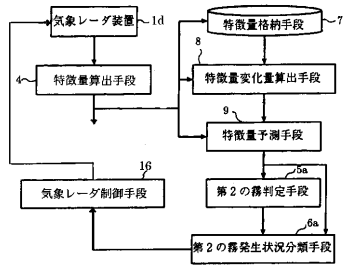 気象レーダ装置
1d
特徴量格納手段
7
8
4
特徴量算出手段
特徴量変化量算出手段
9
特徴量予測手段
16
5a
気象レーダ制御手段
第2の霧判定手段
6a
第2の霧発生状況分類手段